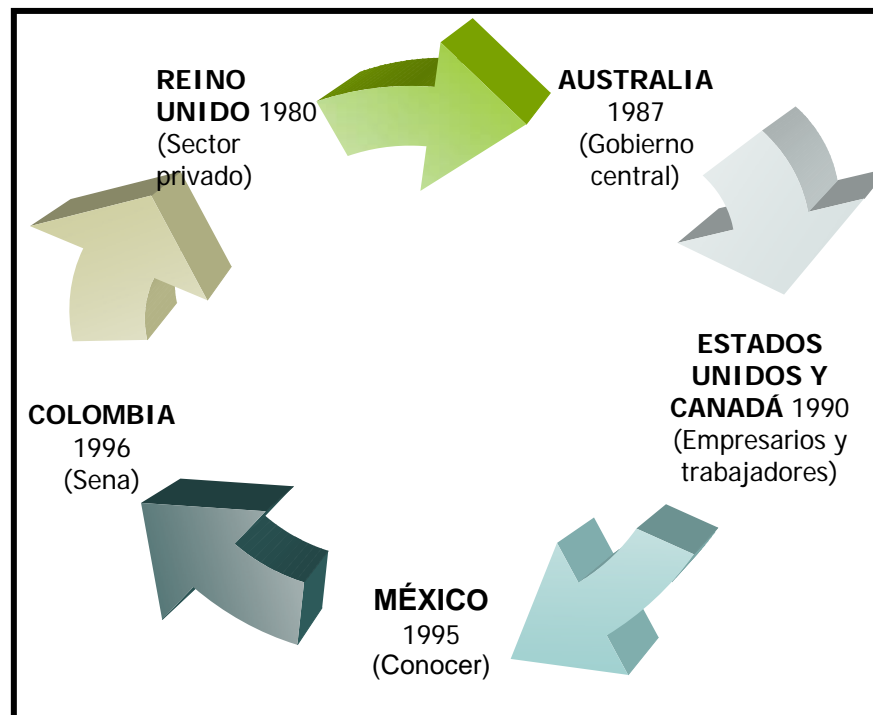 REINO
UNIDO 1980
(Sector
privado)
AUSTRALIA
1987
(Gobierno
central)
ESTADOS
UNIDOS Y
CANADÁ 1990
(Empresarios y
trabajadores)
MÉXICO
1995
(Conocer)
COLOMBIA
1996
(Sena)